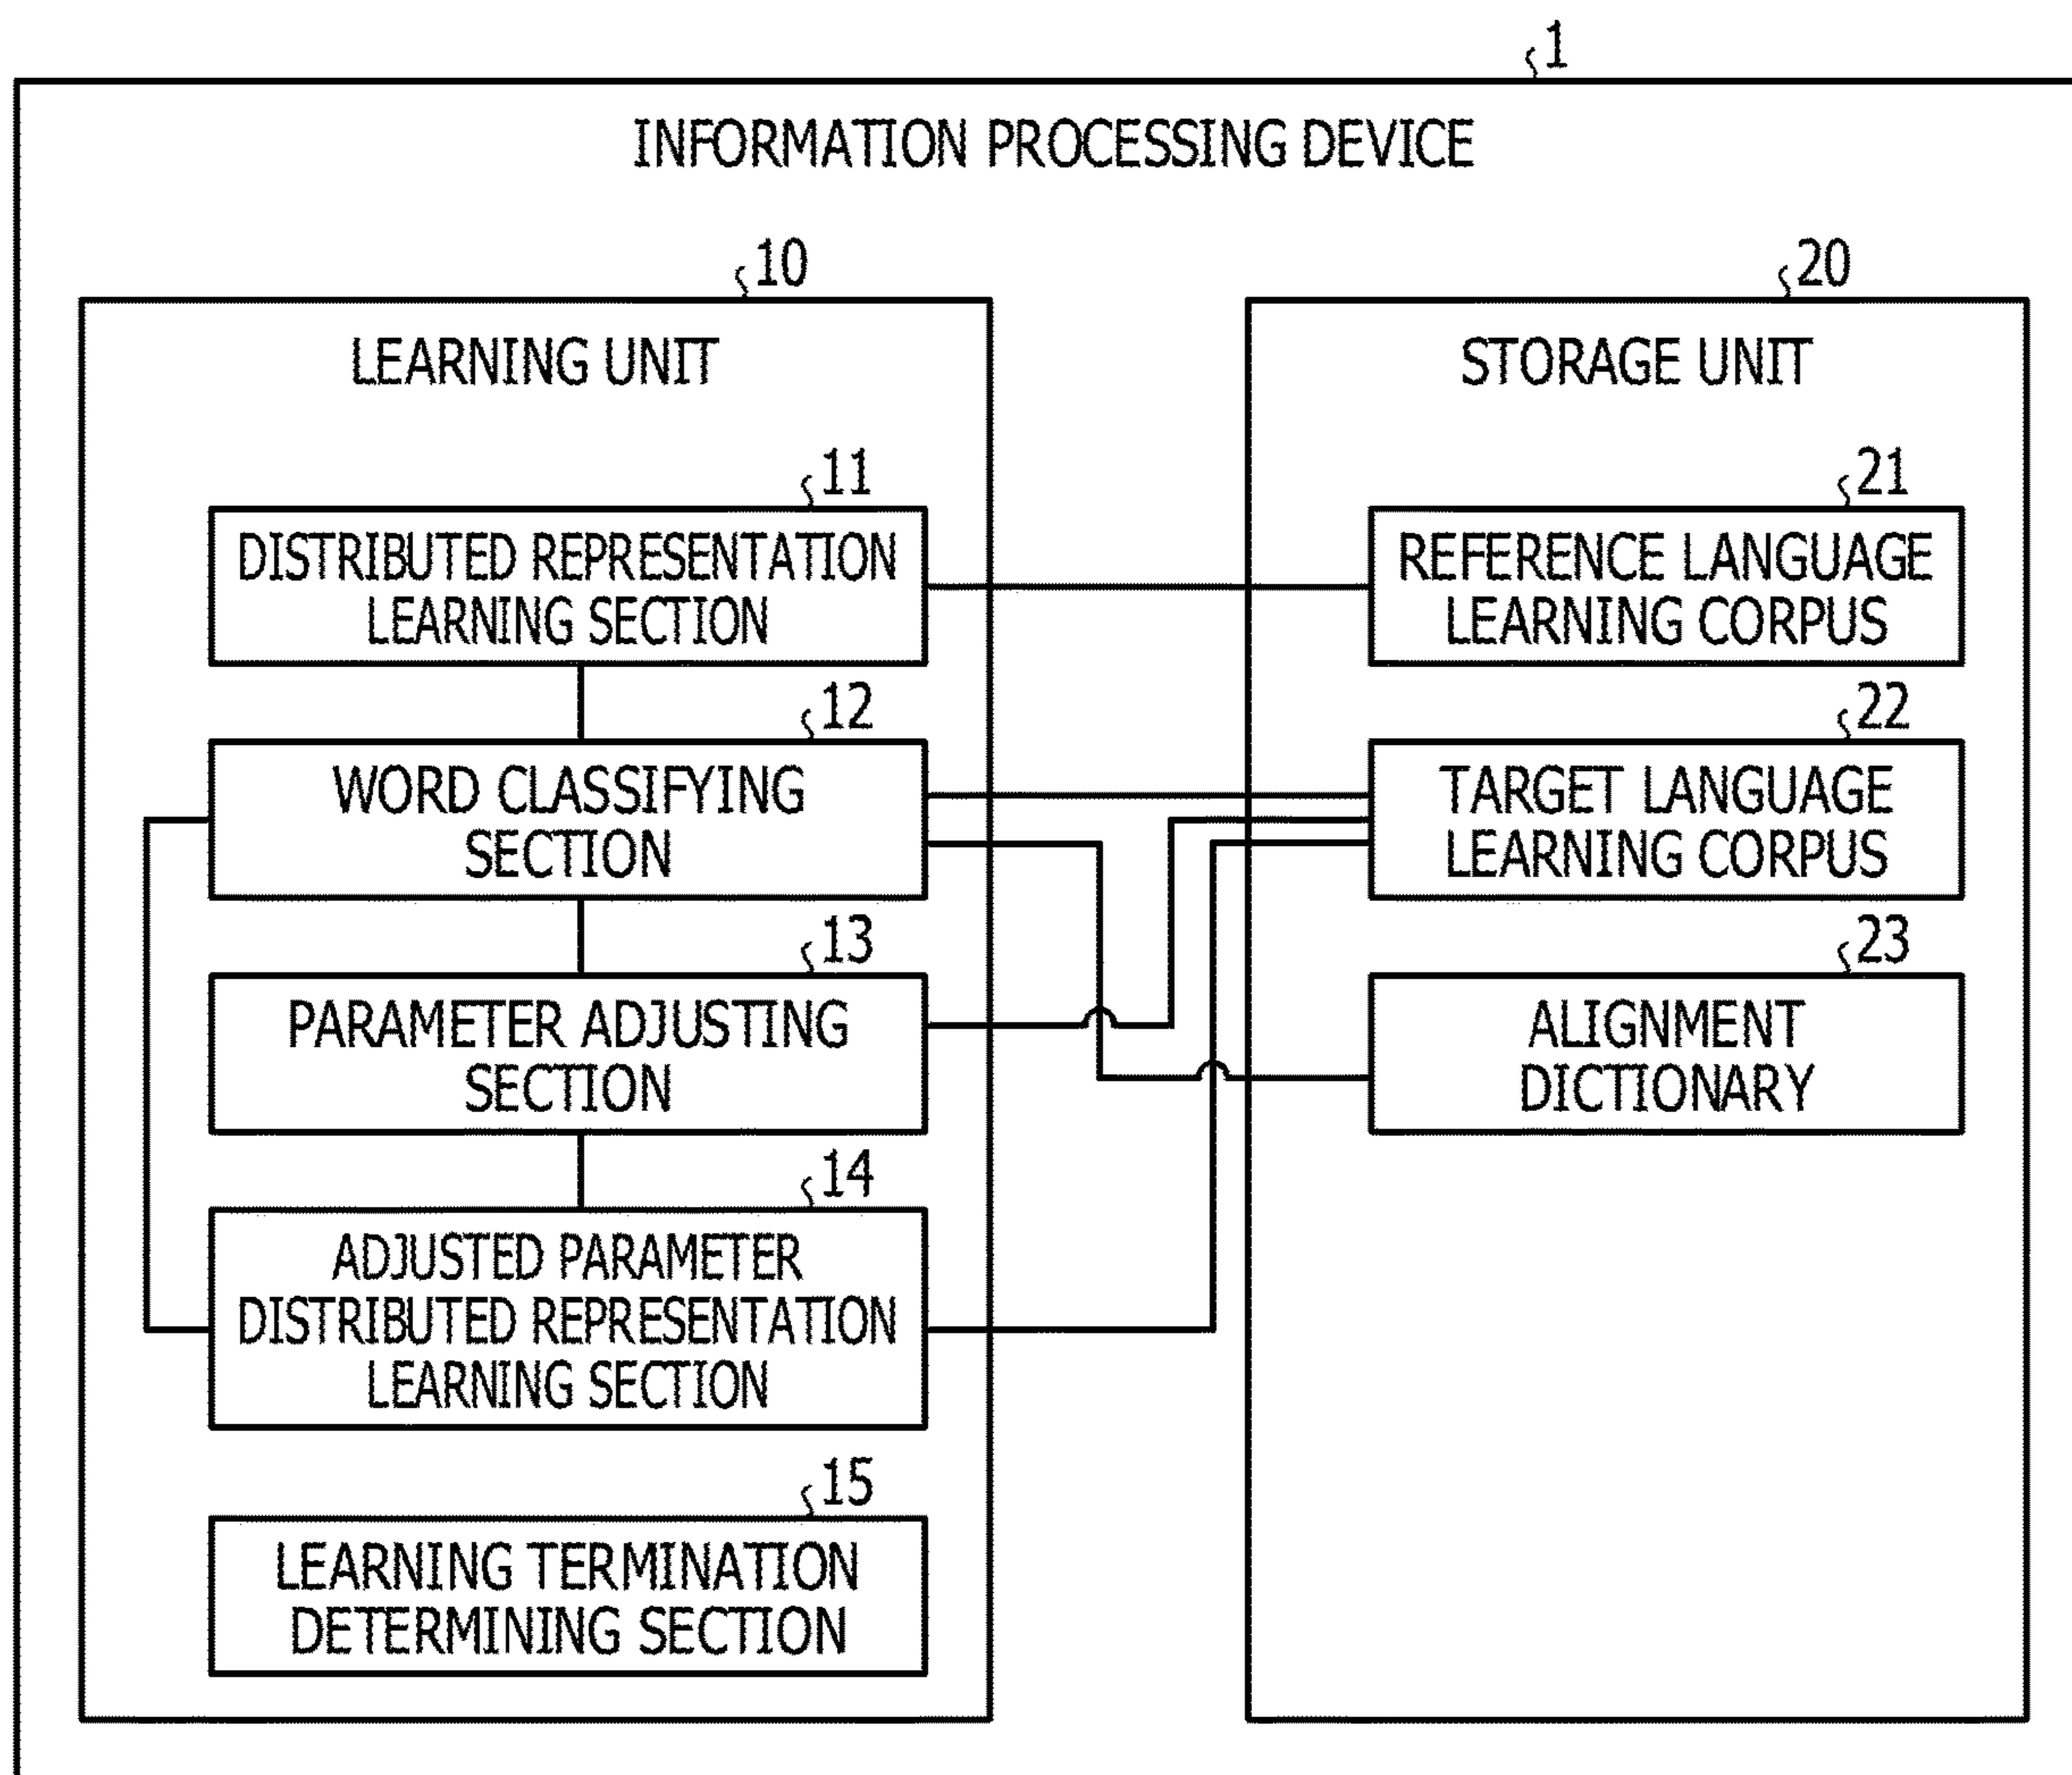 1
INFORMATION PROCESSING DEVICE
10
LEARNING UNIT
11
DISTRIBUTED REPRESENTATION
LEARNING SECTION
12
WORD CLASSIFYING
SECTION
13
PARAMETER ADJUSTING
SECTION
14
ADJUSTED PARAMETER
DISTRIBUTED REPRESENTATION
LEARNING SECTION
15
LEARNING TERMINATION
DETERMINING SECTION
20
STORAGE UNIT
21
REFERENCE LANGUAGE
LEARNING CORPUS
22
TARGET LANGUAGE
LEARNING CORPUS
23
ALIGNMENT
DICTIONARY